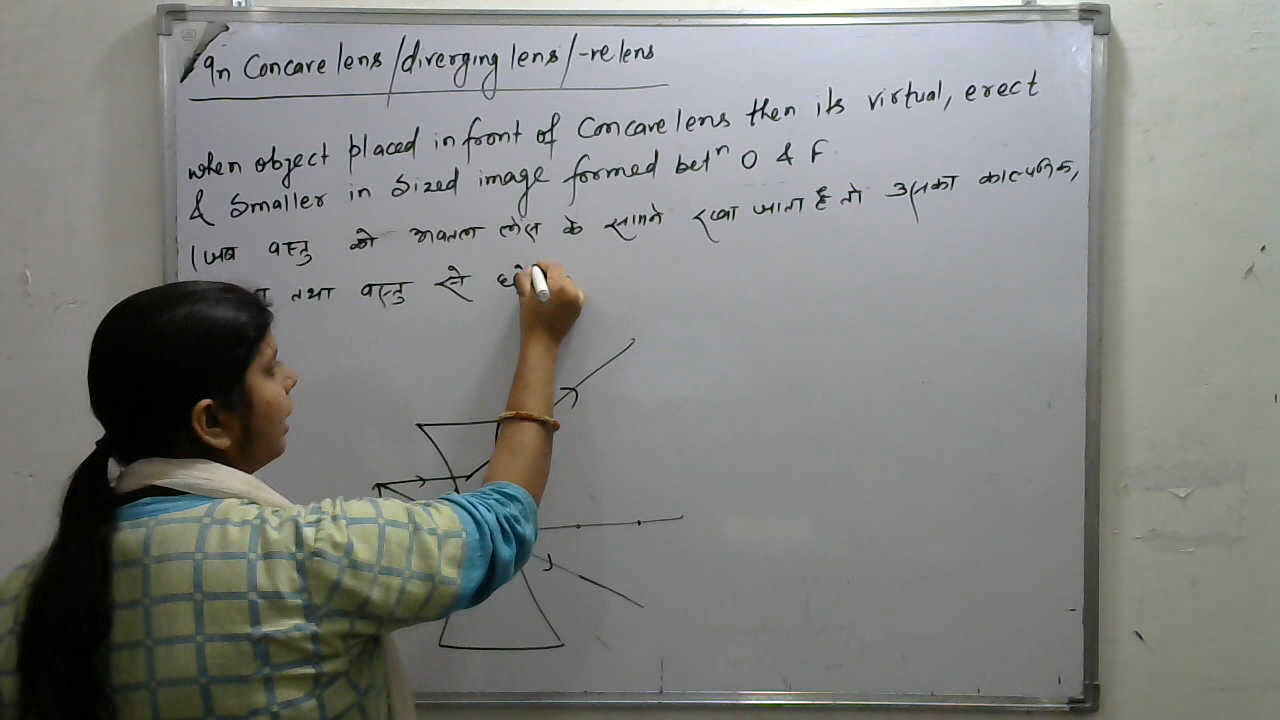 In Concave lens/diverging lens/-ve lens
when object placed in front of Concave lens then its virtual, erect
& Smaller in Sized image formed betⁿ O & F
(जब वस्तु को अवतल लेंस के सामने रखा जाता है तो उसका काल्पनिक,
तथा वस्तु से